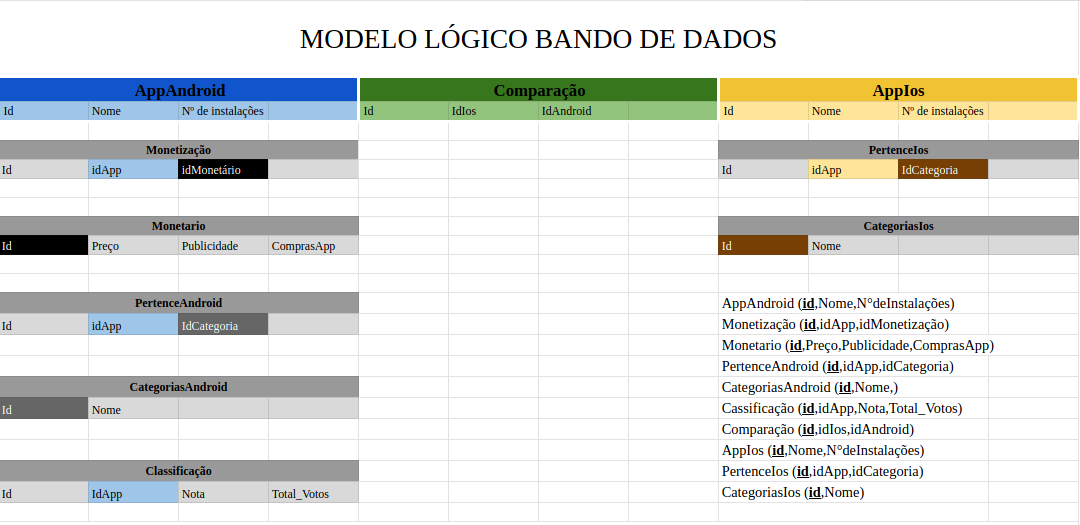 MODELO LÓGICO BANDO DE DADOS
AppAndroid Comparação AppIos
Id Nome Nº de instalações Id IdIos IdAndroid Id Nome Nº de instalações
Monetização PertenceIos
Id idApp idMonetário Id idApp IdCategoria
Monetario CategoriasIos
Id Preço Publicidade ComprasApp Id Nome
PertenceAndroid
Id idApp IdCategoria
CategoriasAndroid
Id Nome
Classificação
Id IdApp Nota Total_Votos
AppAndroid (id,Nome,N°deInstalações)
Monetização (id,idApp,idMonetização)
Monetario (id,Preço,Publicidade,ComprasApp)
PertenceAndroid (id,idApp,idCategoria)
CategoriasAndroid (id,Nome,)
Cassificação (id,idApp,Nota,Total_Votos)
Comparação (id,idIos,idAndroid)
AppIos (id,Nome,N°deInstalações)
PertenceIos (id,idApp,idCategoria)
CategoriasIos (id,Nome)